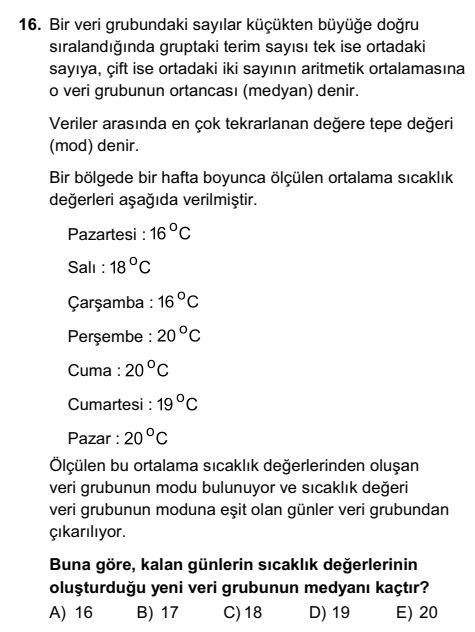 16. Bir veri grubundaki sayılar küçükten büyüğe doğru
sıralandığında gruptaki terim sayısı tek ise ortadaki
sayıya, çift ise ortadaki iki sayının aritmetik ortalamasına
o veri grubunun ortancası (medyan) denir.
Veriler arasında en çok tekrarlanan değere tepe değeri
(mod) denir.
Bir bölgede bir hafta boyunca ölçülen ortalama sıcaklık
değerleri aşağıda verilmiştir.
Pazartesi : 16 °C
Salı : 18 °C
Çarşamba : 16 °C
Perşembe : 20 °C
Cuma : 20 °C
Cumartesi : 19 °C
Pazar : 20 °C
Ölçülen bu ortalama sıcaklık değerlerinden oluşan
veri grubunun modu bulunuyor ve sıcaklık değeri
veri grubunun moduna eşit olan günler veri grubundan
çıkarılıyor.
Buna göre, kalan günlerin sıcaklık değerlerinin
oluşturduğu yeni veri grubunun medyanı kaçtır?
A) 16 B) 17 C) 18 D) 19 E) 20